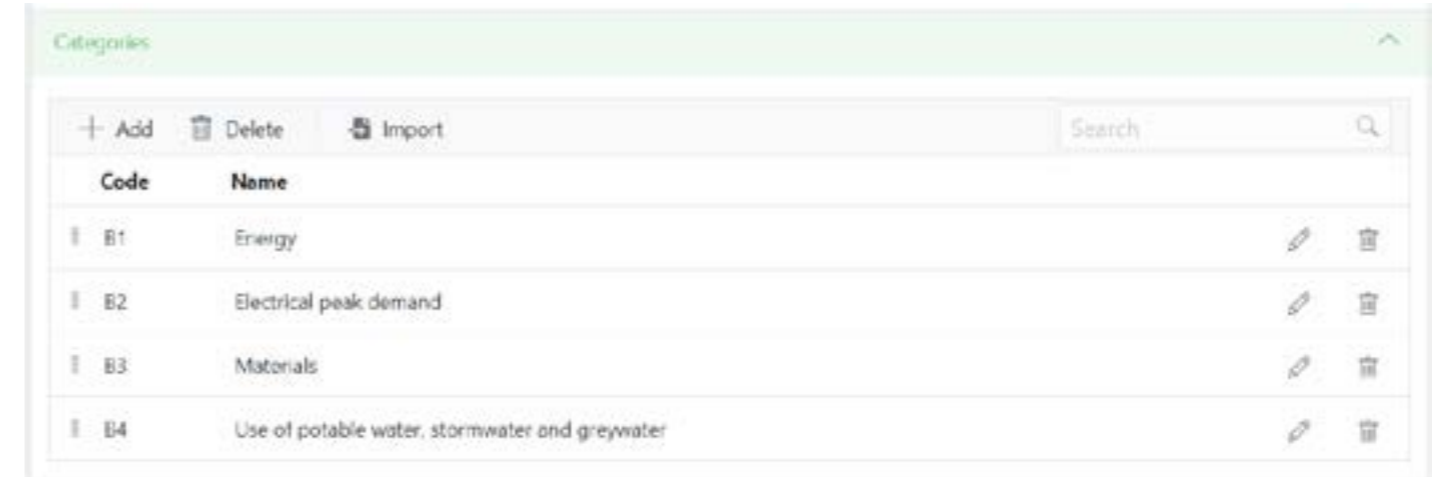 Categories
Add Delete Import Search
Code Name
B1 Energy
B2 Electrical peak demand
B3 Materials
B4 Use of potable water, stormwater and greywater